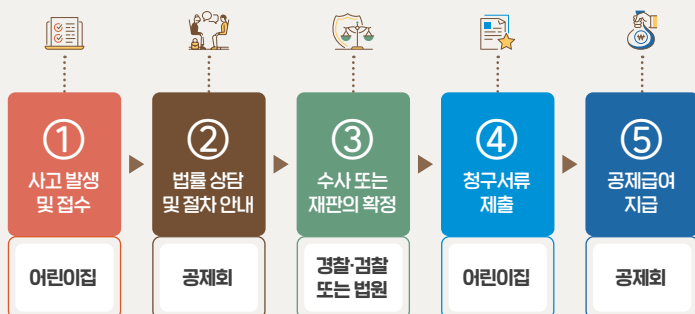 ①
사고 발생
및 접수
어린이집
②
법률 상담
및 절차 안내
공제회
③
수사 또는
재판의 확정
경찰·검찰
또는 법원
④
청구서류
제출
어린이집
⑤
공제급여
지급
공제회
₩